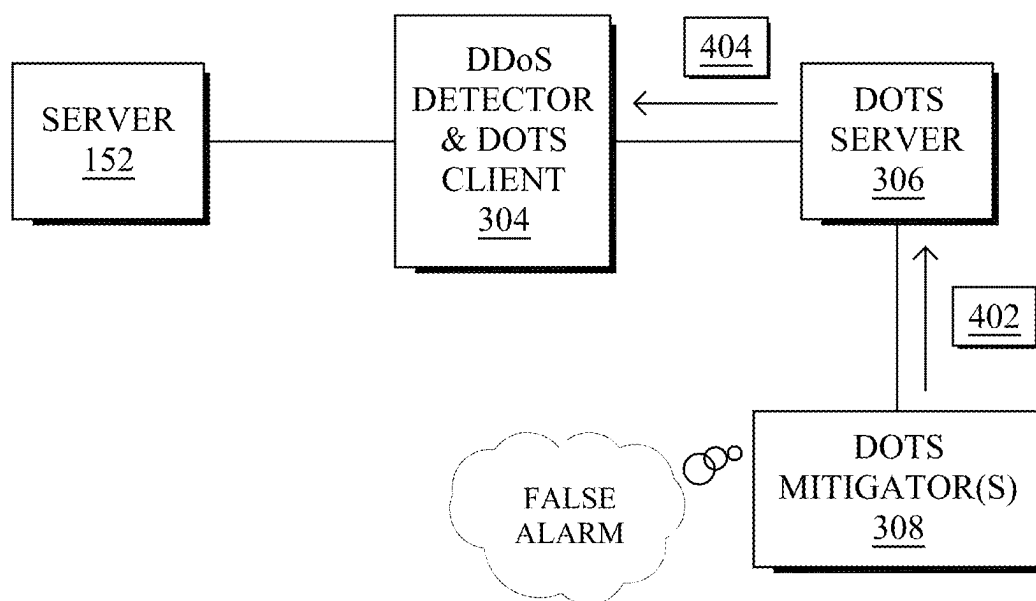 SERVER
152
DDoS
DETECTOR
& DOTS
CLIENT
304
404
DOTS
SERVER
306
402
FALSE
ALARM
DOTS
MITIGATOR(S)
308